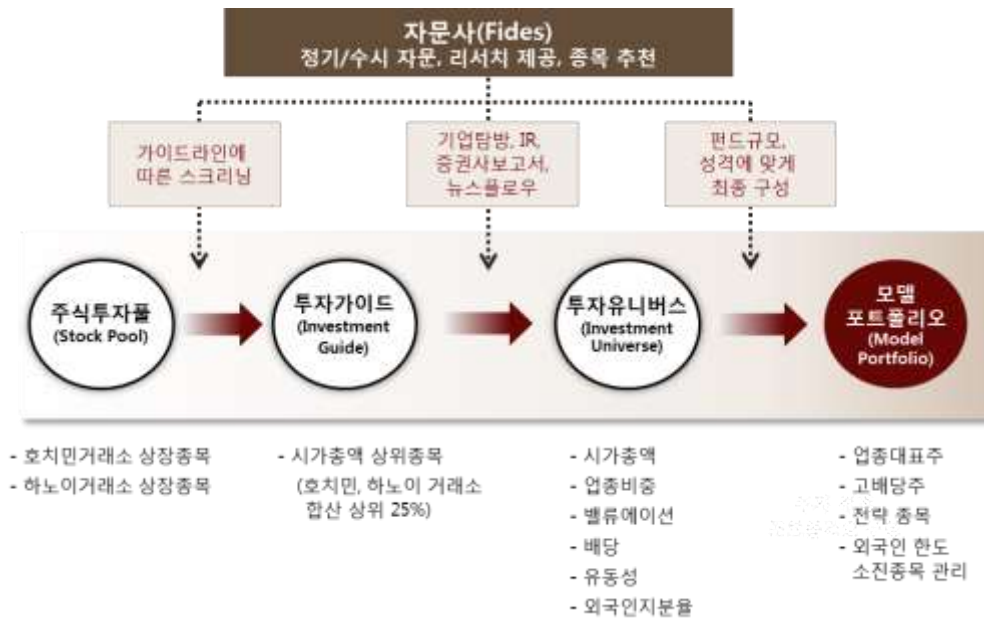 자문사(Fides)
정기/수시 자문, 리서치 제공, 종목 추천
가이드라인에
따른 스크리닝
기업탐방, IR,
증권사보고서,
뉴스플로우
펀드규모,
성격에 맞게
최종 구성
주식투자풀
(Stock Pool)
투자가이드
(Investment
Guide)
투자유니버스
(Investment
Universe)
모델
포트폴리오
(Model
Portfolio)
- 호치민거래소 상장종목
- 하노이거래소 상장종목
- 시가총액 상위종목
(호치민, 하노이 거래소
합산 상위 25%)
- 시가총액
- 업종비중
- 밸류에이션
- 배당
- 유동성
- 외국인지분율
- 업종대표주
- 고배당주
- 전략 종목
- 외국인 한도
소진종목 관리